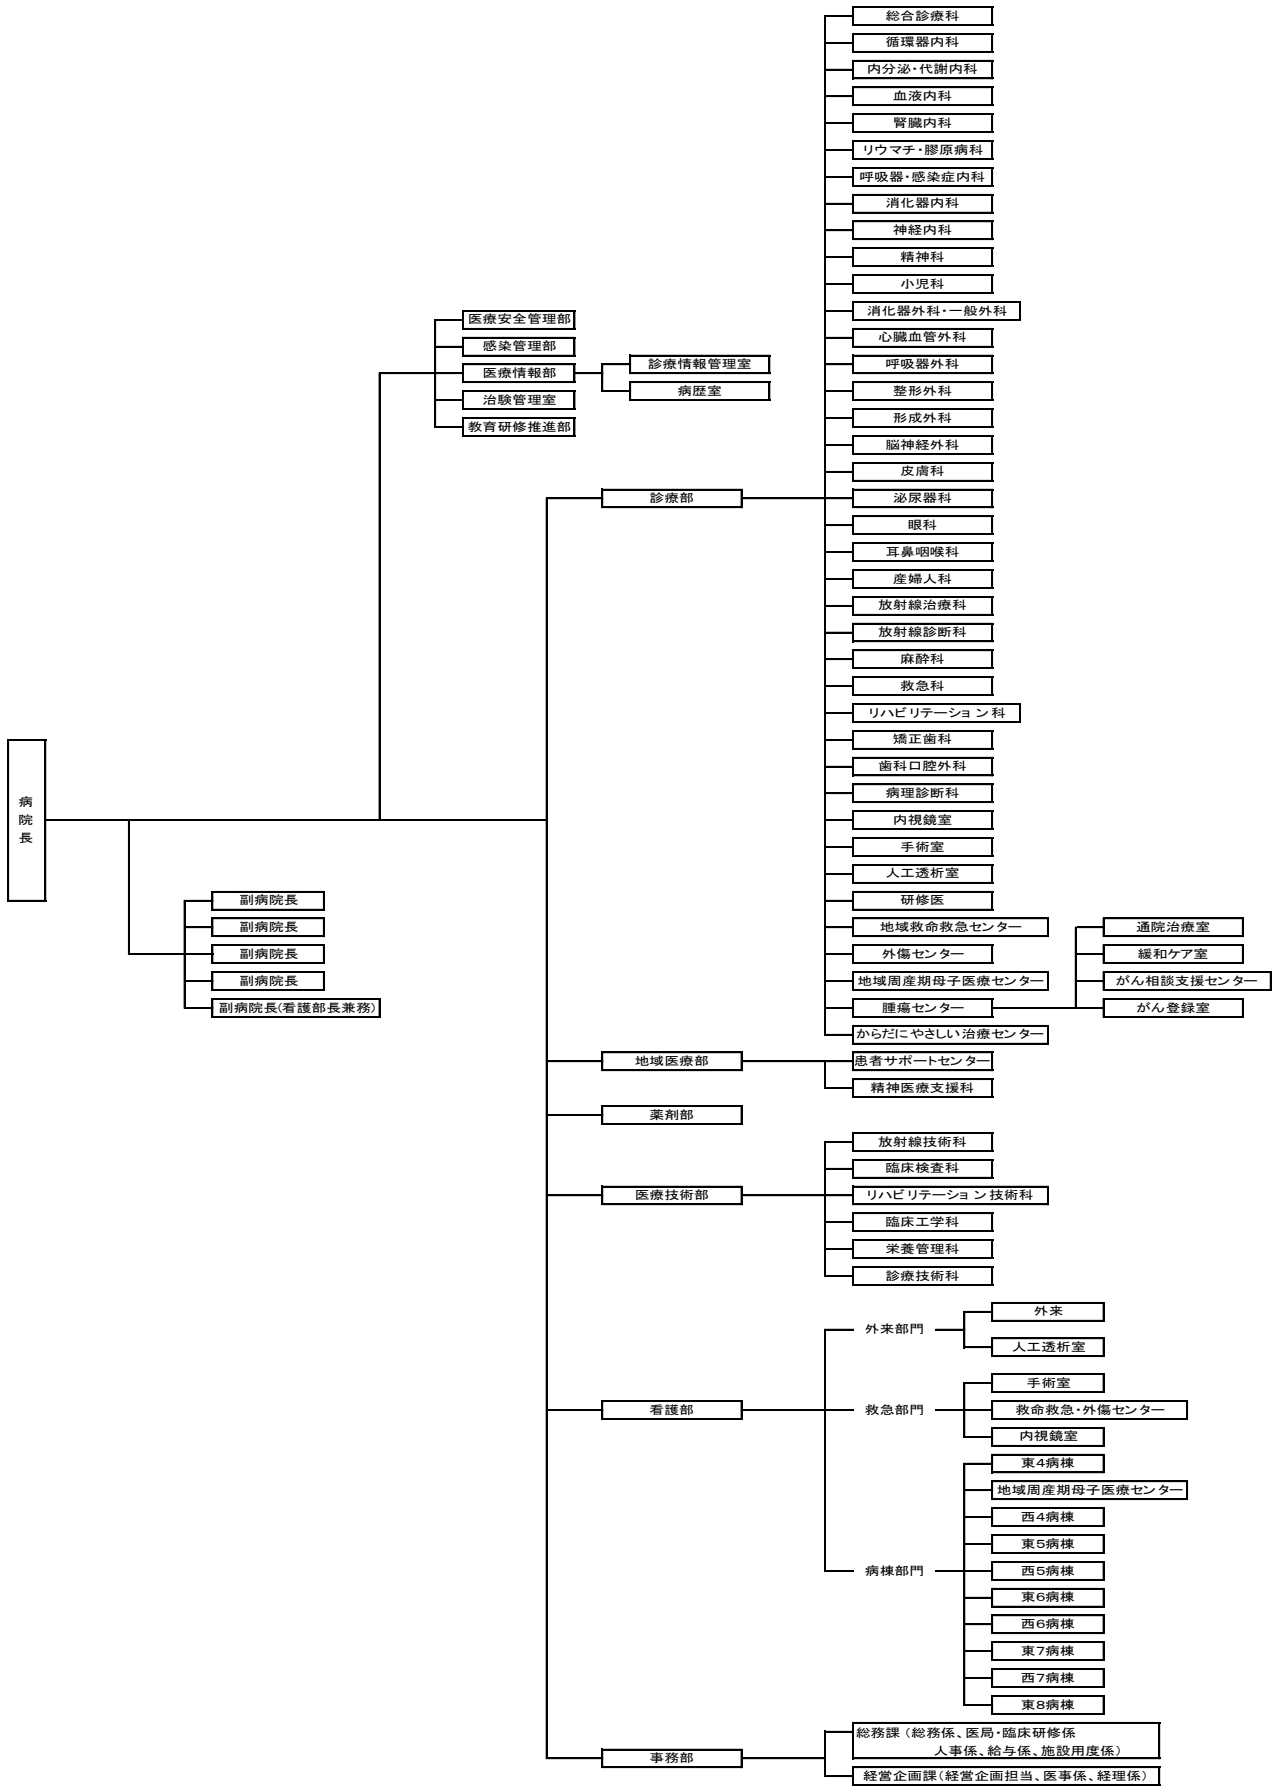 病院長
副病院長
副病院長
副病院長
副病院長
副病院長(看護部長兼務)
医療安全管理部
感染管理部
医療情報部
治験管理室
教育研修推進部
診療情報管理室
病歴室
診療部
総合診療科
循環器内科
内分泌・代謝内科
血液内科
腎臓内科
リウマチ・膠原病科
呼吸器・感染症内科
消化器内科
神経内科
精神科
小児科
消化器外科・一般外科
心臓血管外科
呼吸器外科
整形外科
形成外科
脳神経外科
皮膚科
泌尿器科
眼科
耳鼻咽喉科
産婦人科
放射線治療科
放射線診断科
麻酔科
救急科
リハビリテーション科
矯正歯科
歯科口腔外科
病理診断科
内視鏡室
手術室
人工透析室
研修医
地域救命救急センター
外傷センター
地域周産期母子医療センター
腫瘍センター
からだにやさしい治療センター
通院治療室
緩和ケア室
がん相談支援センター
がん登録室
地域医療部
患者サポートセンター
精神医療支援科
薬剤部
医療技術部
放射線技術科
臨床検査科
リハビリテーション技術科
臨床工学科
栄養管理科
診療技術科
看護部
外来部門
外来
人工透析室
救急部門
手術室
救命救急・外傷センター
内視鏡室
病棟部門
東4病棟
地域周産期母子医療センター
西4病棟
東5病棟
西5病棟
東6病棟
西6病棟
東7病棟
西7病棟
東8病棟
事務部
総務課(総務係、医局・臨床研修係
人事係、給与係、施設用度係)
経営企画課(経営企画担当、医事係、経理係)